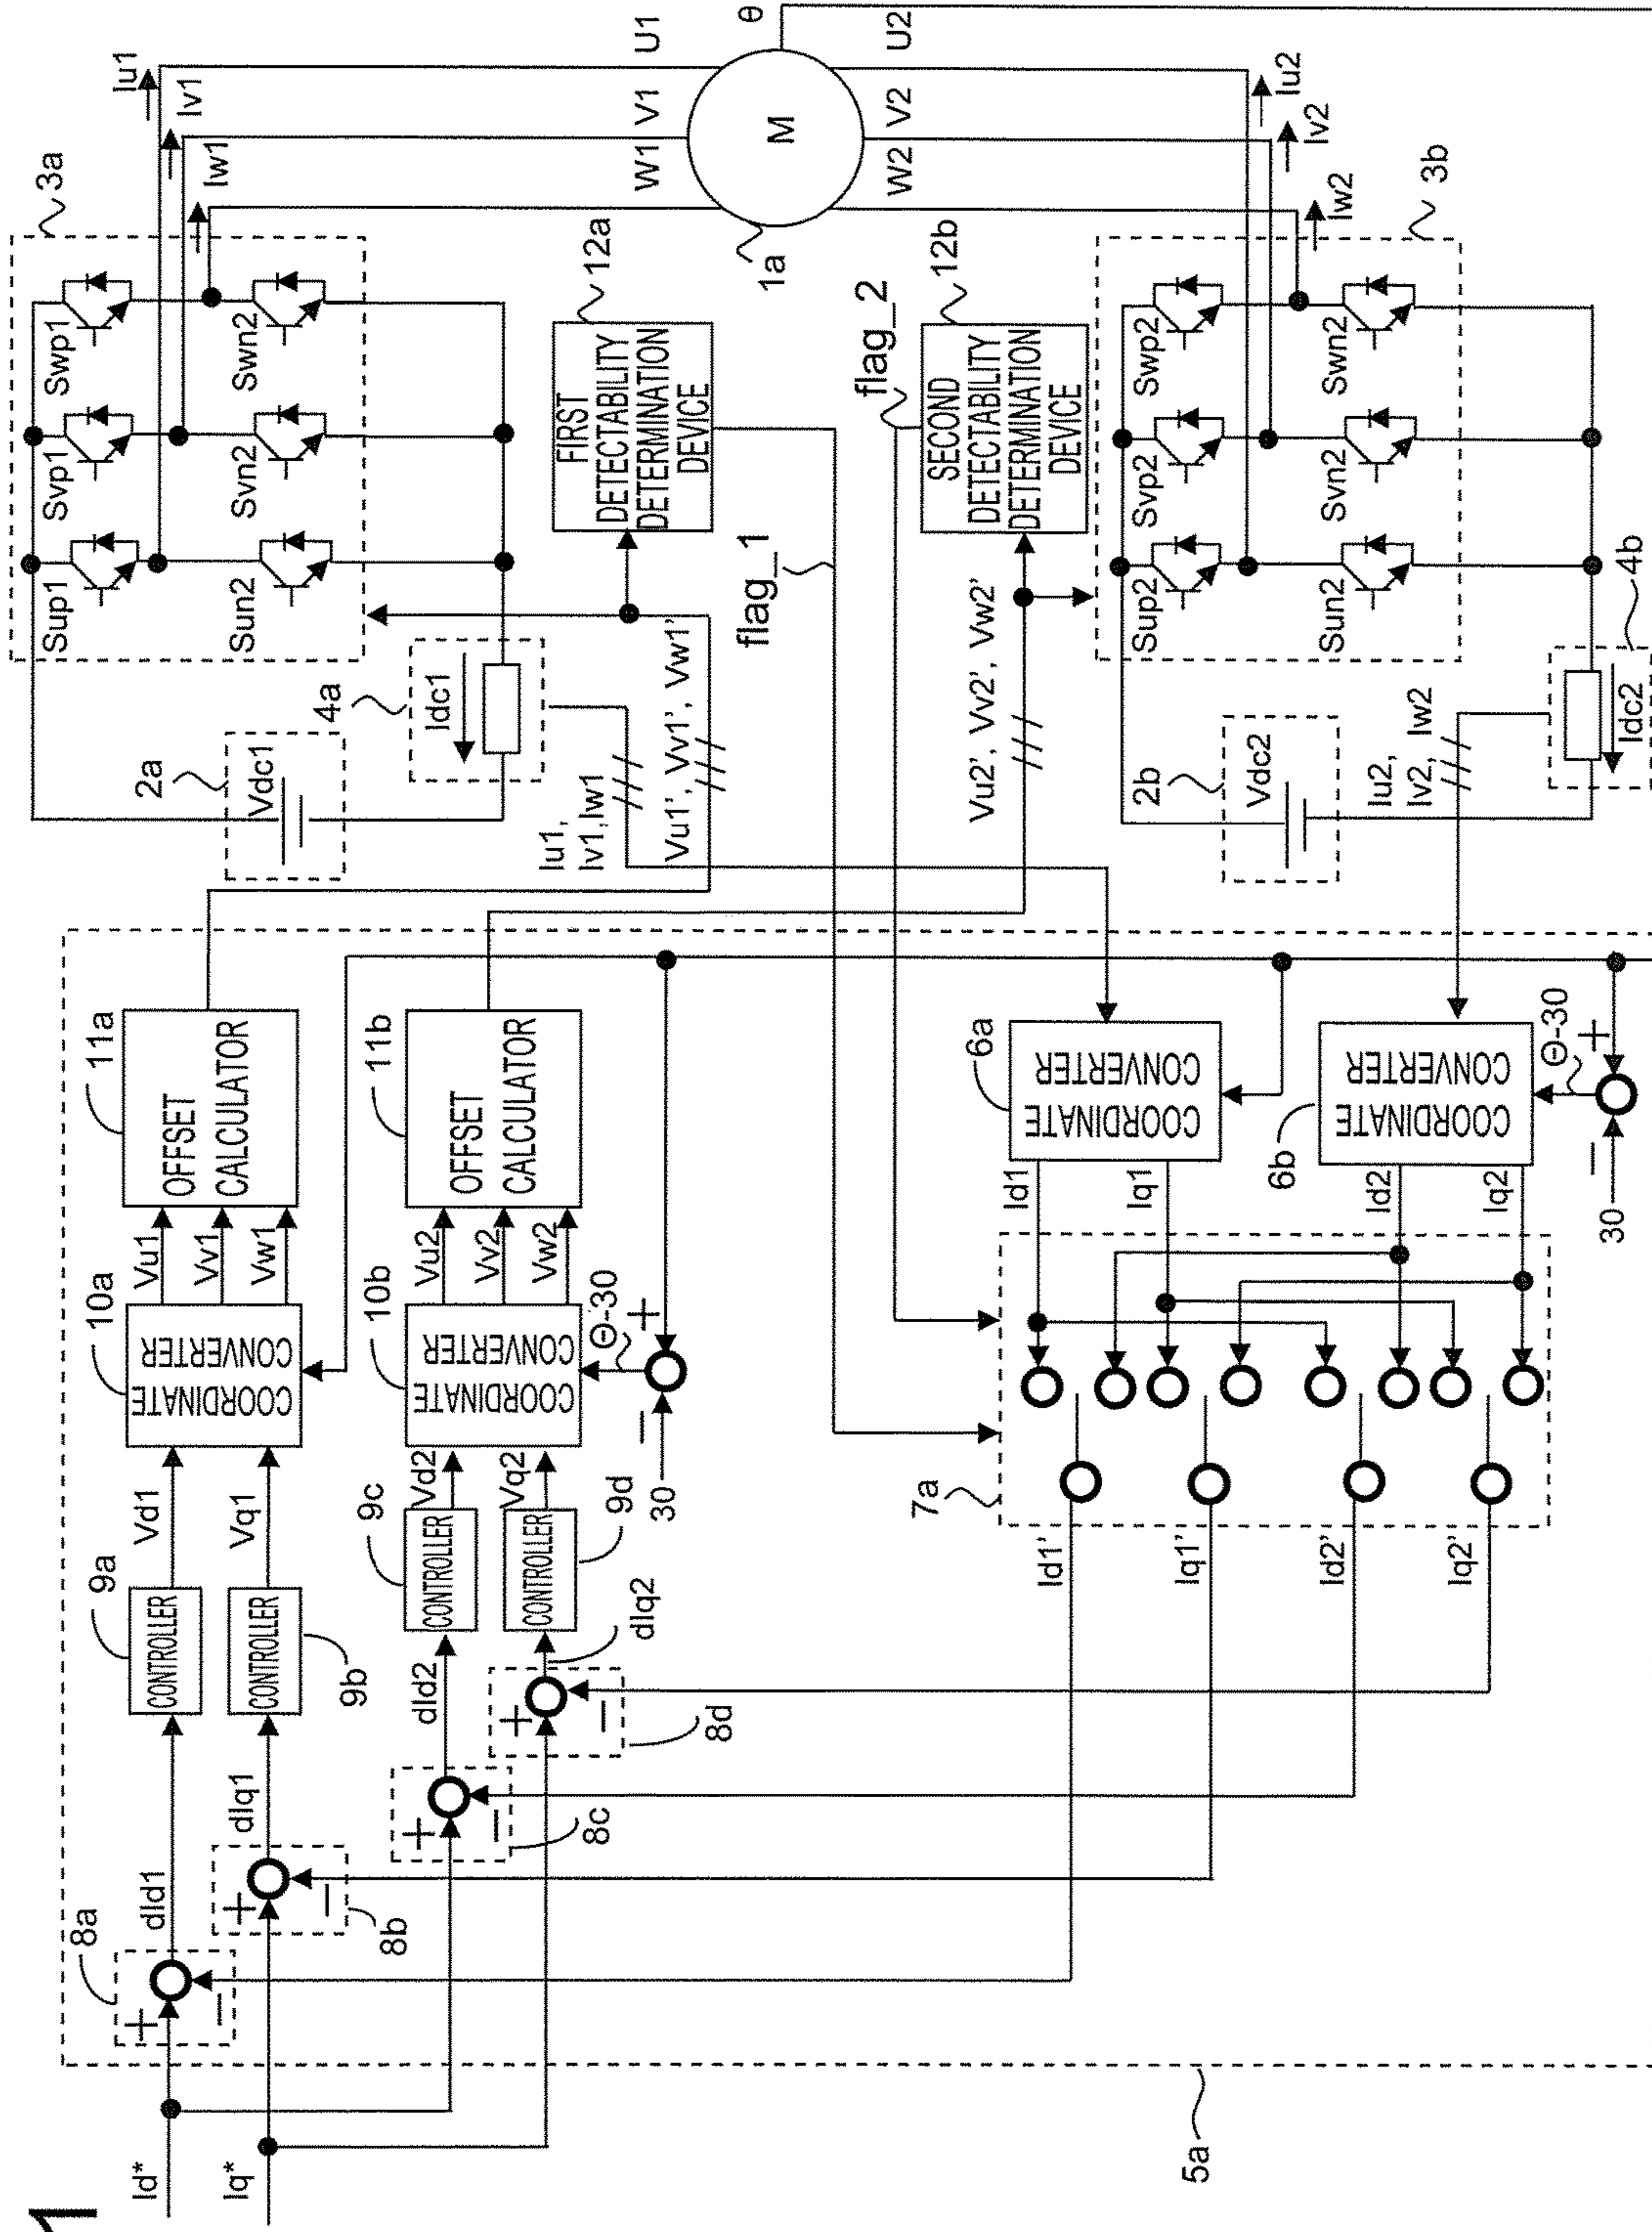 1
Id*
Iq*
5a
8a
+
−
dId1
8b
+
−
dIq1
8c
+
−
dId2
8d
+
−
dIq2
9a
CONTROLLER
9b
CONTROLLER
9c
CONTROLLER
9d
CONTROLLER
Vd1
Vq1
Vd2
Vq2
10a
COORDINATE
CONVERTER
10b
COORDINATE
CONVERTER
Θ-30
+
−
30
Vu1
Vv1
Vw1
Vu2
Vv2
Vw2
11a
OFFSET
CALCULATOR
11b
OFFSET
CALCULATOR
Id1'
Iq1'
Id2'
Iq2'
7a
Id1
Iq1
Id2
Iq2
6a
COORDINATE
CONVERTER
6b
COORDINATE
CONVERTER
Θ-30
+
−
30
2a
Vdc1
4a
Idc1
Iu1,
Iv1,Iw1
Vu1', Vv1', Vw1'
flag_1
flag_2
Vu2', Vv2', Vw2'
2b
Vdc2
Iu2,
Iv2, Iw2
4b
Idc2
3a
Sup1
Svp1
Swp1
Sun2
Svn2
Swn2
12a
FIRST
DETECTABILITY
DETERMINATION
DEVICE
12b
SECOND
DETECTABILITY
DETERMINATION
DEVICE
3b
Sup2
Svp2
Swp2
Sun2
Svn2
Swn2
Iu1
Iv1
Iw1
W1
V1
U1
M
1a
θ
W2
V2
U2
Iu2
Iv2
Iw2